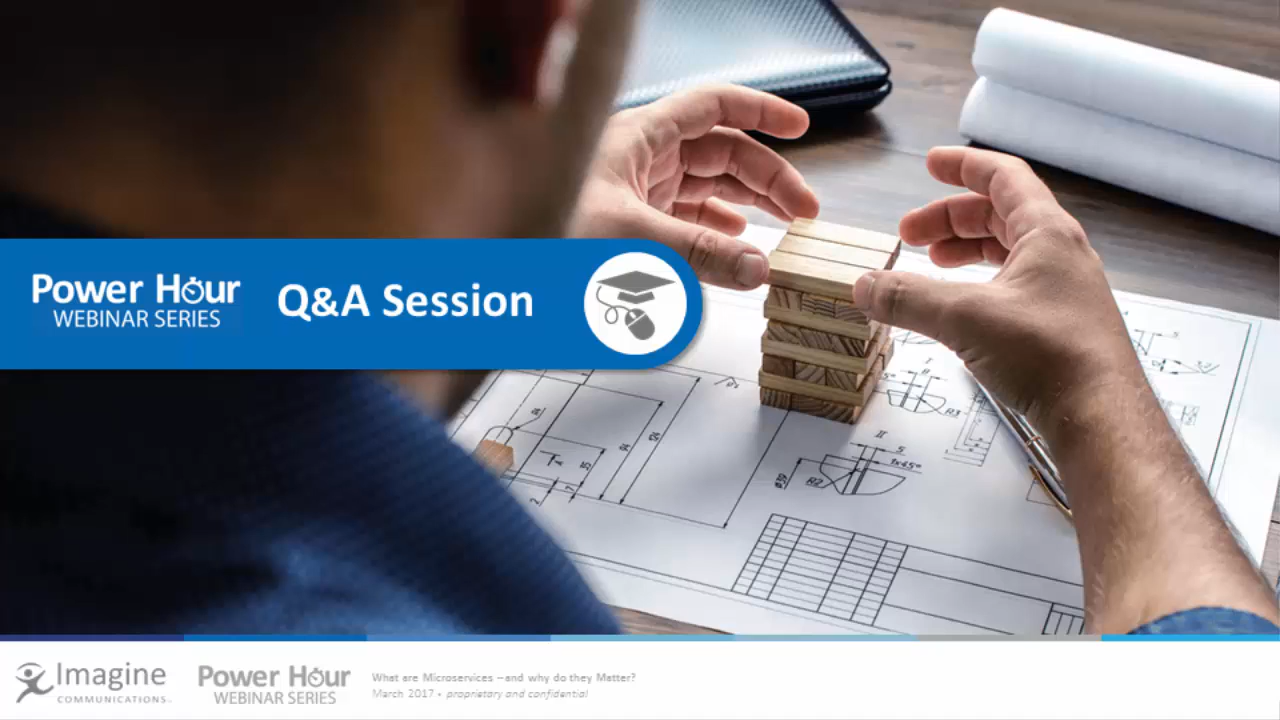 Power Hour
WEBINAR SERIES
Q&A Session
Imagine
COMMUNICATIONS
Power Hour
WEBINAR SERIES
What are Microservices –and why do they Matter?
March 2017 • proprietary and confidential